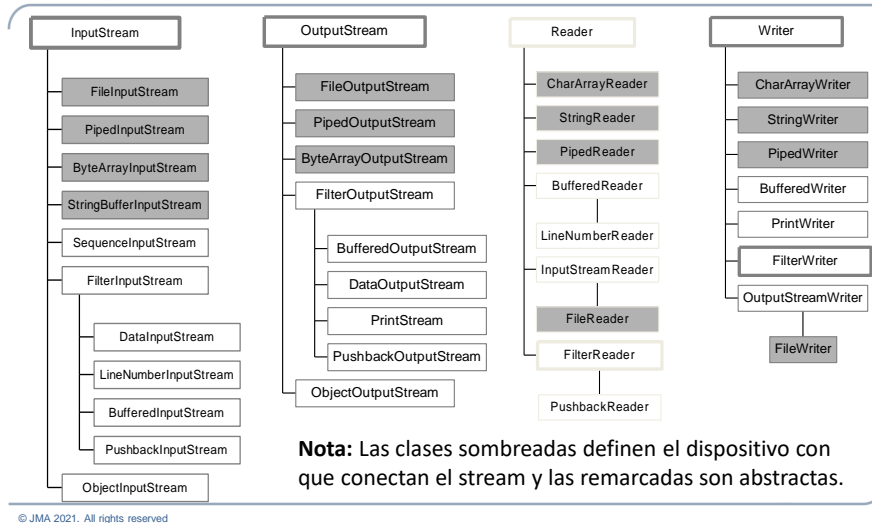 InputStream
FileInputStream
PipedInputStream
ByteArrayInputStream
StringBufferInputStream
SequenceInputStream
FilterInputStream
DataInputStream
LineNumberInputStream
BufferedInputStream
PushbackInputStream
ObjectInputStream
OutputStream
FileOutputStream
PipedOutputStream
ByteArrayOutputStream
FilterOutputStream
BufferedOutputStream
DataOutputStream
PrintStream
PushbackOutputStream
ObjectOutputStream
Reader
CharArrayReader
StringReader
PipedReader
BufferedReader
LineNumberReader
InputStreamReader
FileReader
FilterReader
PushbackReader
Writer
CharArrayWriter
StringWriter
PipedWriter
BufferedWriter
PrintWriter
FilterWriter
OutputStreamWriter
FileWriter
Nota: Las clases sombreadas definen el dispositivo con
que conectan el stream y las remarcadas son abstractas.
© JMA 2021. All rights reserved